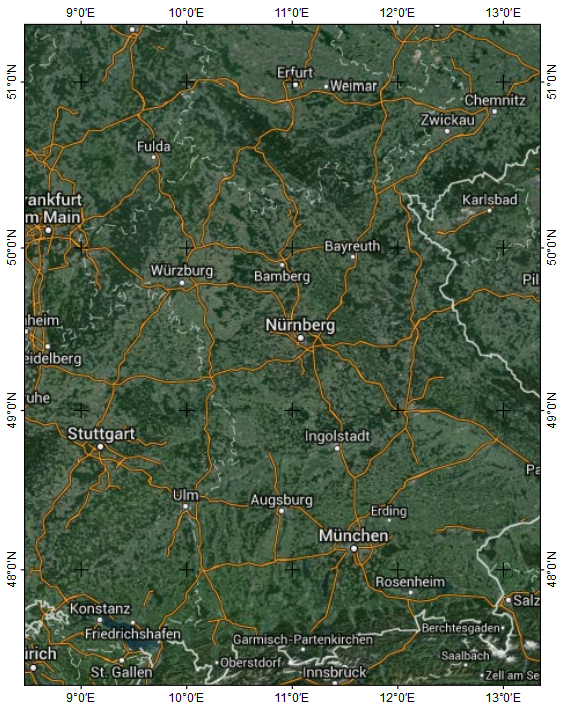 9°0'E 10°0'E 11°0'E 12°0'E 13°0'E
51°0'N 51°0'N
Erfurt
Weimar
Chemnitz
Zwickau
Fulda
rankfurt
m Main
Karlsbad
50°0'N 50°0'N
Bayreuth
Würzburg
Bamberg
Pil
nheim
Nürnberg
eidelberg
uhe
49°0'N 49°0'N
Stuttgart
Ingolstadt
Pa
Ulm
Augsburg
Erding
München
48°0'N 48°0'N
Rosenheim
Konstanz
Salz
Friedrichshafen
Berchtesgaden
Garmisch-Partenkirchen
ürich
Oberstdorf
Saalbach
St. Gallen
Innsbruck
Zell am Se
9°0'E 10°0'E 11°0'E 12°0'E 13°0'E